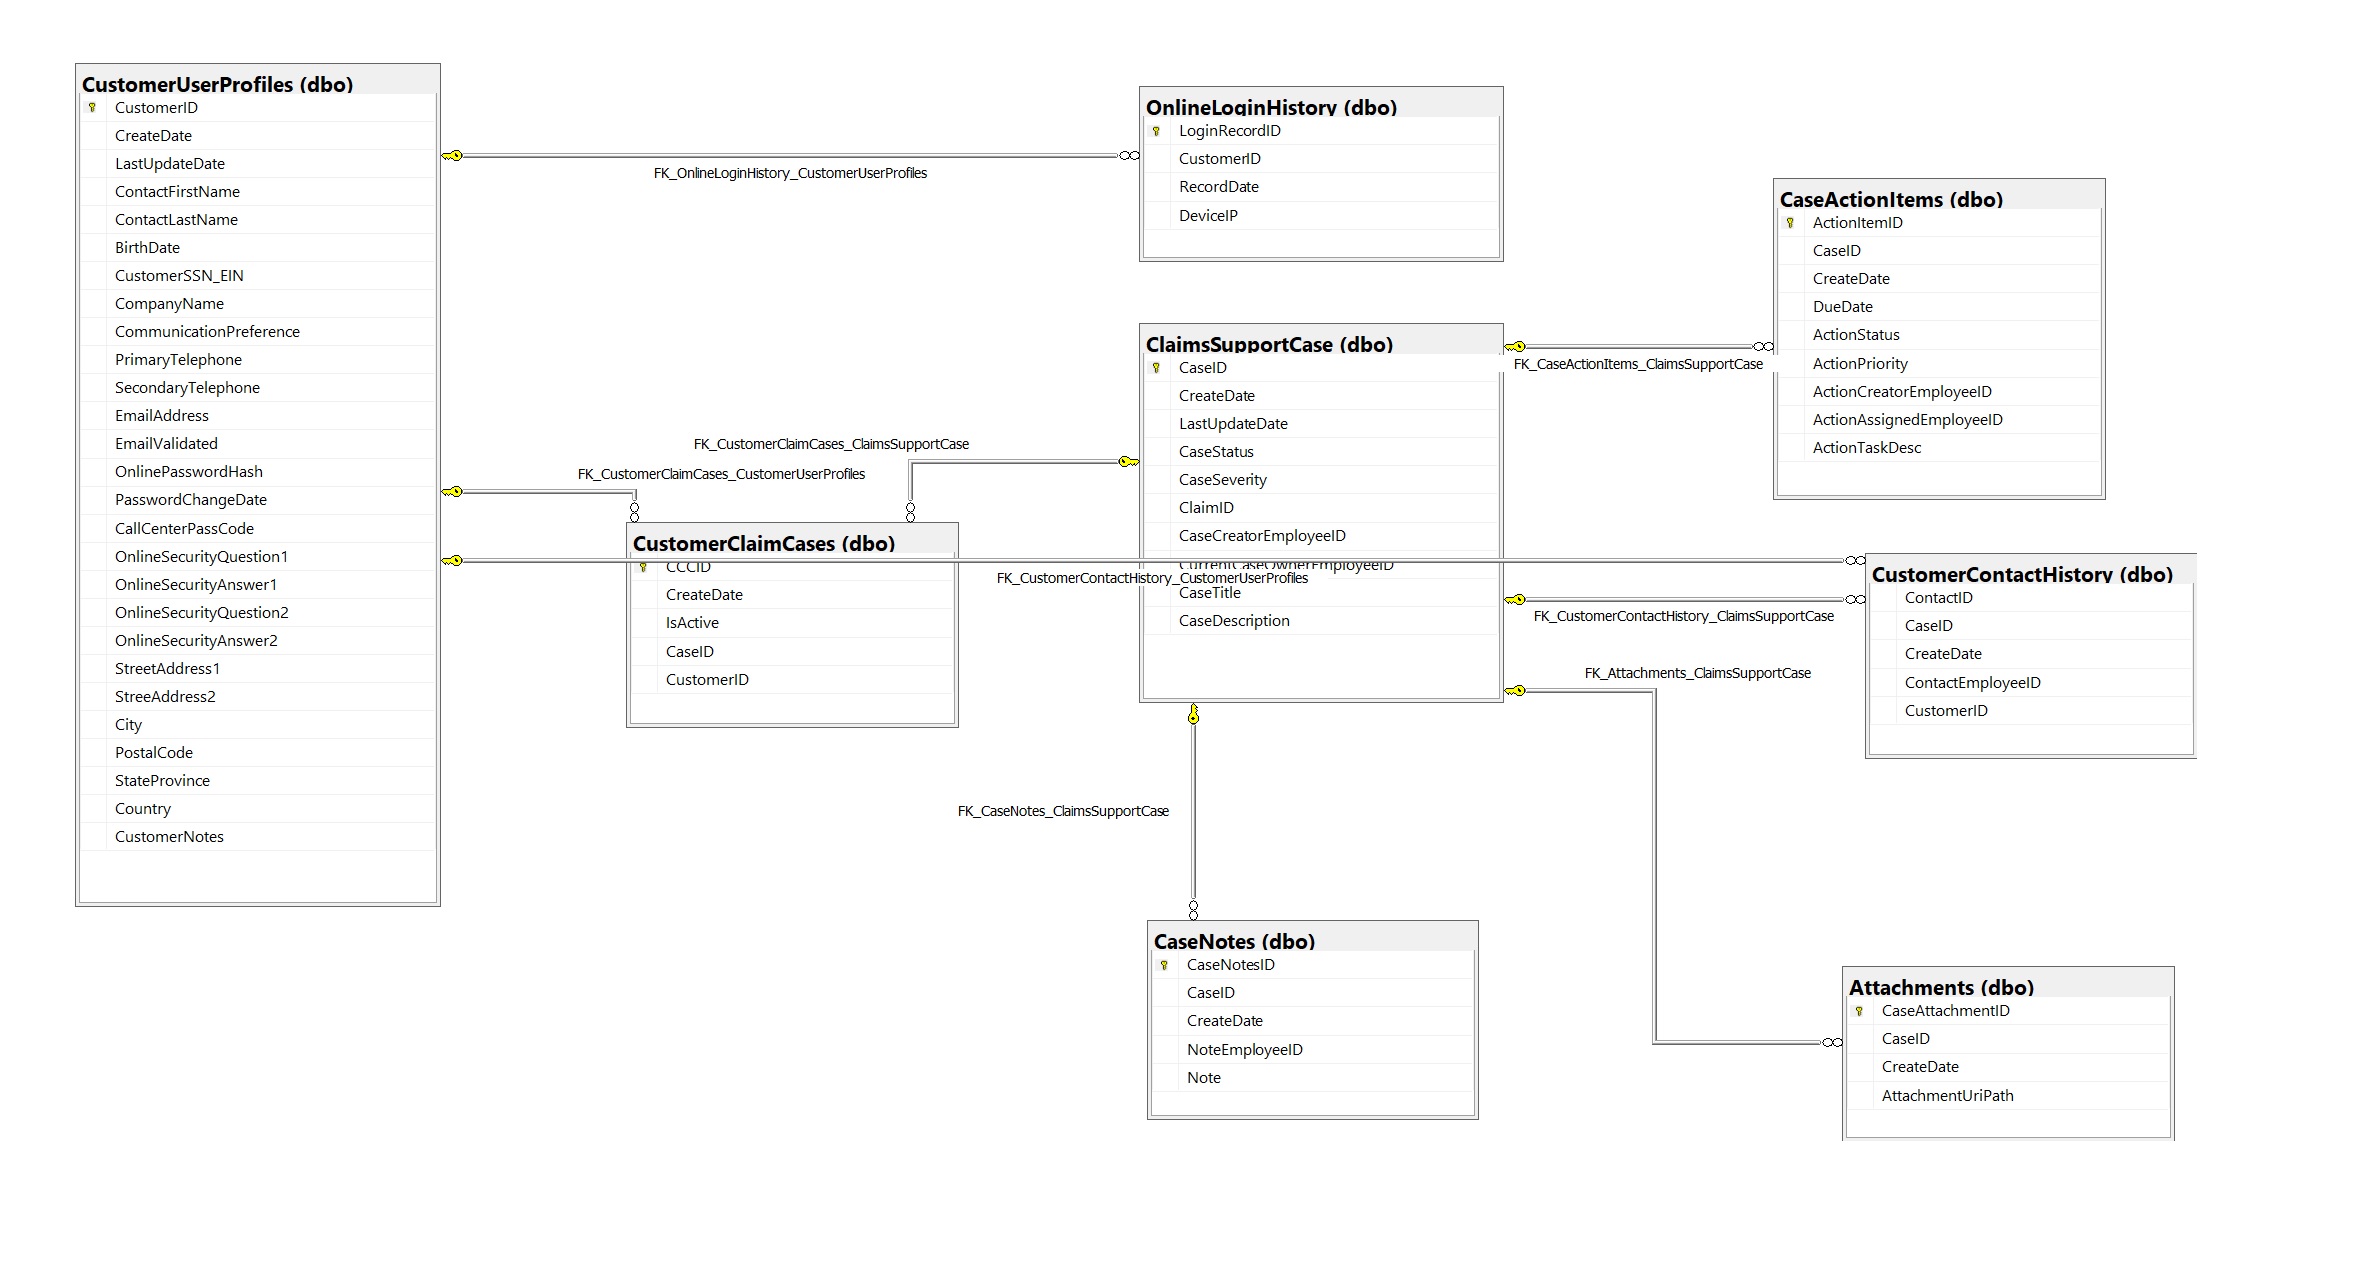 CustomerUserProfiles (dbo)
CustomerID
CreateDate
LastUpdateDate
ContactFirstName
ContactLastName
BirthDate
CustomerSSN_EIN
CompanyName
CommunicationPreference
PrimaryTelephone
SecondaryTelephone
EmailAddress
EmailValidated
OnlinePasswordHash
PasswordChangeDate
CallCenterPassCode
OnlineSecurityQuestion1
OnlineSecurityAnswer1
OnlineSecurityQuestion2
OnlineSecurityAnswer2
StreetAddress1
StreeAddress2
City
PostalCode
StateProvince
Country
CustomerNotes
FK_OnlineLoginHistory_CustomerUserProfiles
OnlineLoginHistory (dbo)
LoginRecordID
CustomerID
RecordDate
DeviceIP
FK_CustomerClaimCases_ClaimsSupportCase
FK_CustomerClaimCases_CustomerUserProfiles
CustomerClaimCases (dbo)
CCCID
CreateDate
IsActive
CaseID
CustomerID
ClaimsSupportCase (dbo)
CaseID
CreateDate
LastUpdateDate
CaseStatus
CaseSeverity
ClaimID
CaseCreatorEmployeeID
CurrentCaseOwnerEmployeeID
FK_CustomerContactHistory_CustomerUserProfiles
CaseTitle
CaseDescription
FK_CaseActionItems_ClaimsSupportCase
CaseActionItems (dbo)
ActionItemID
CaseID
CreateDate
DueDate
ActionStatus
ActionPriority
ActionCreatorEmployeeID
ActionAssignedEmployeeID
ActionTaskDesc
FK_CustomerContactHistory_ClaimsSupportCase
CustomerContactHistory (dbo)
ContactID
CaseID
CreateDate
ContactEmployeeID
CustomerID
FK_Attachments_ClaimsSupportCase
FK_CaseNotes_ClaimsSupportCase
CaseNotes (dbo)
CaseNotesID
CaseID
CreateDate
NoteEmployeeID
Note
Attachments (dbo)
CaseAttachmentID
CaseID
CreateDate
AttachmentUriPath